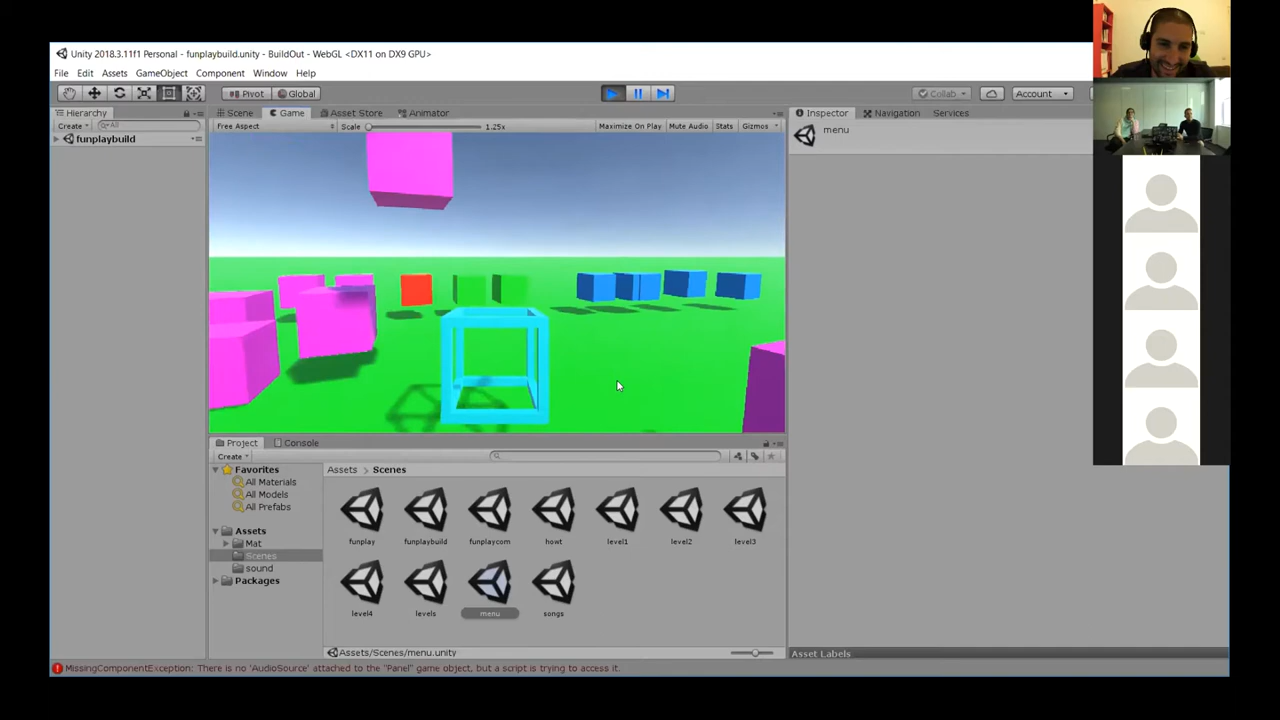 Unity 2018.3.11f1 Personal - funplaybuild.unity - BuildOut - WebGL <DX11 on DX9 GPU>
File Edit Assets GameObject Component Window Help
Pivot Global Collab Account
Hierarchy Scene Game Asset Store Animator Inspector Navigation Services
Create All Free Aspect Scale 1.25x Maximize On Play Mute Audio Stats Gizmos menu
funplaybuild
Project Console
Create
Favorites Assets Scenes
All Materials
All Models
All Prefabs
Assets
Mat
Scenes
sound
Packages
funplay funplaybuild funplaycom howt level1 level2 level3
level4 levels menu songs
Assets/Scenes/menu.unity Asset Labels
MissingComponentException: There is no 'AudioSource' attached to the "Panel" game object, but a script is trying to access it.